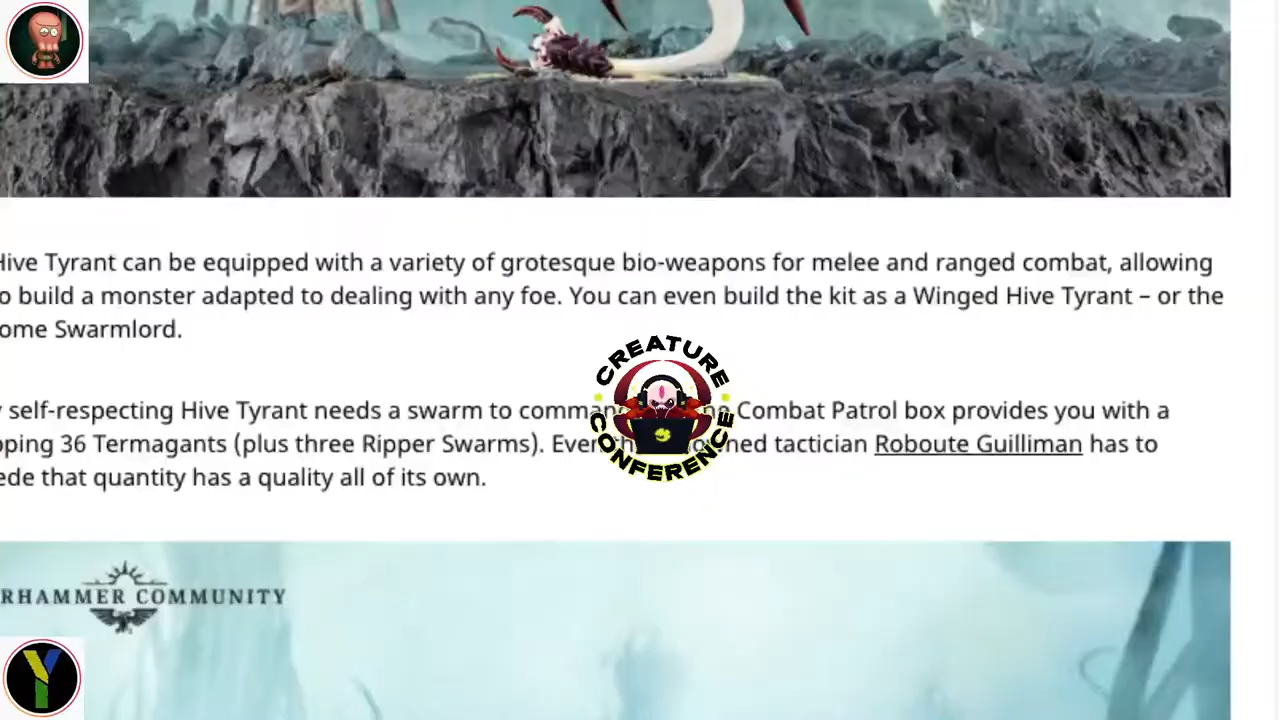 Hive Tyrant can be equipped with a variety of grotesque bio-weapons for melee and ranged combat, allowing
o build a monster adapted to dealing with any foe. You can even build the kit as a Winged Hive Tyrant – or the
ome Swarmlord.
CREATURE
y self-respecting Hive Tyrant needs a swarm to comman Combat Patrol box provides you with a
pping 36 Termagants (plus three Ripper Swarms). Even th ned tactician Roboute Guilliman has to
CONFERENCE
ede that quantity has a quality all of its own.
RHAMMER COMMUNITY
Y